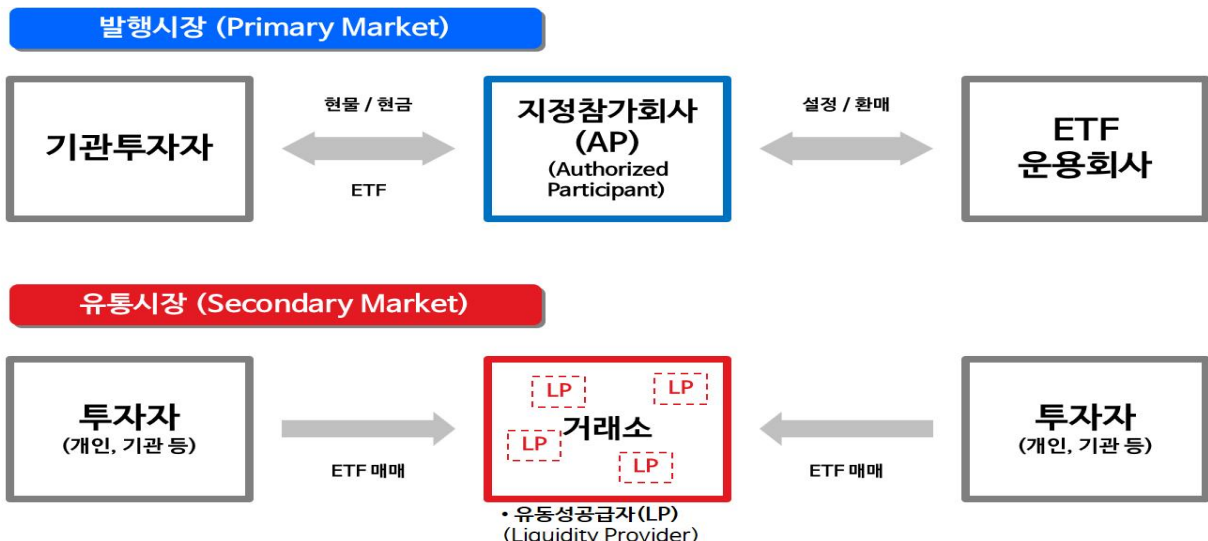 발행시장 (Primary Market)
기관투자자
현물 / 현금
ETF
지정참가회사
(AP)
(Authorized
Participant)
설정 / 환매
ETF
운용회사
유통시장 (Secondary Market)
투자자
(개인, 기관 등)
ETF 매매
LP
LP
거래소
LP
LP
ETF 매매
투자자
(개인, 기관 등)
• 유동성공급자(LP)
(Liquidity Provider)